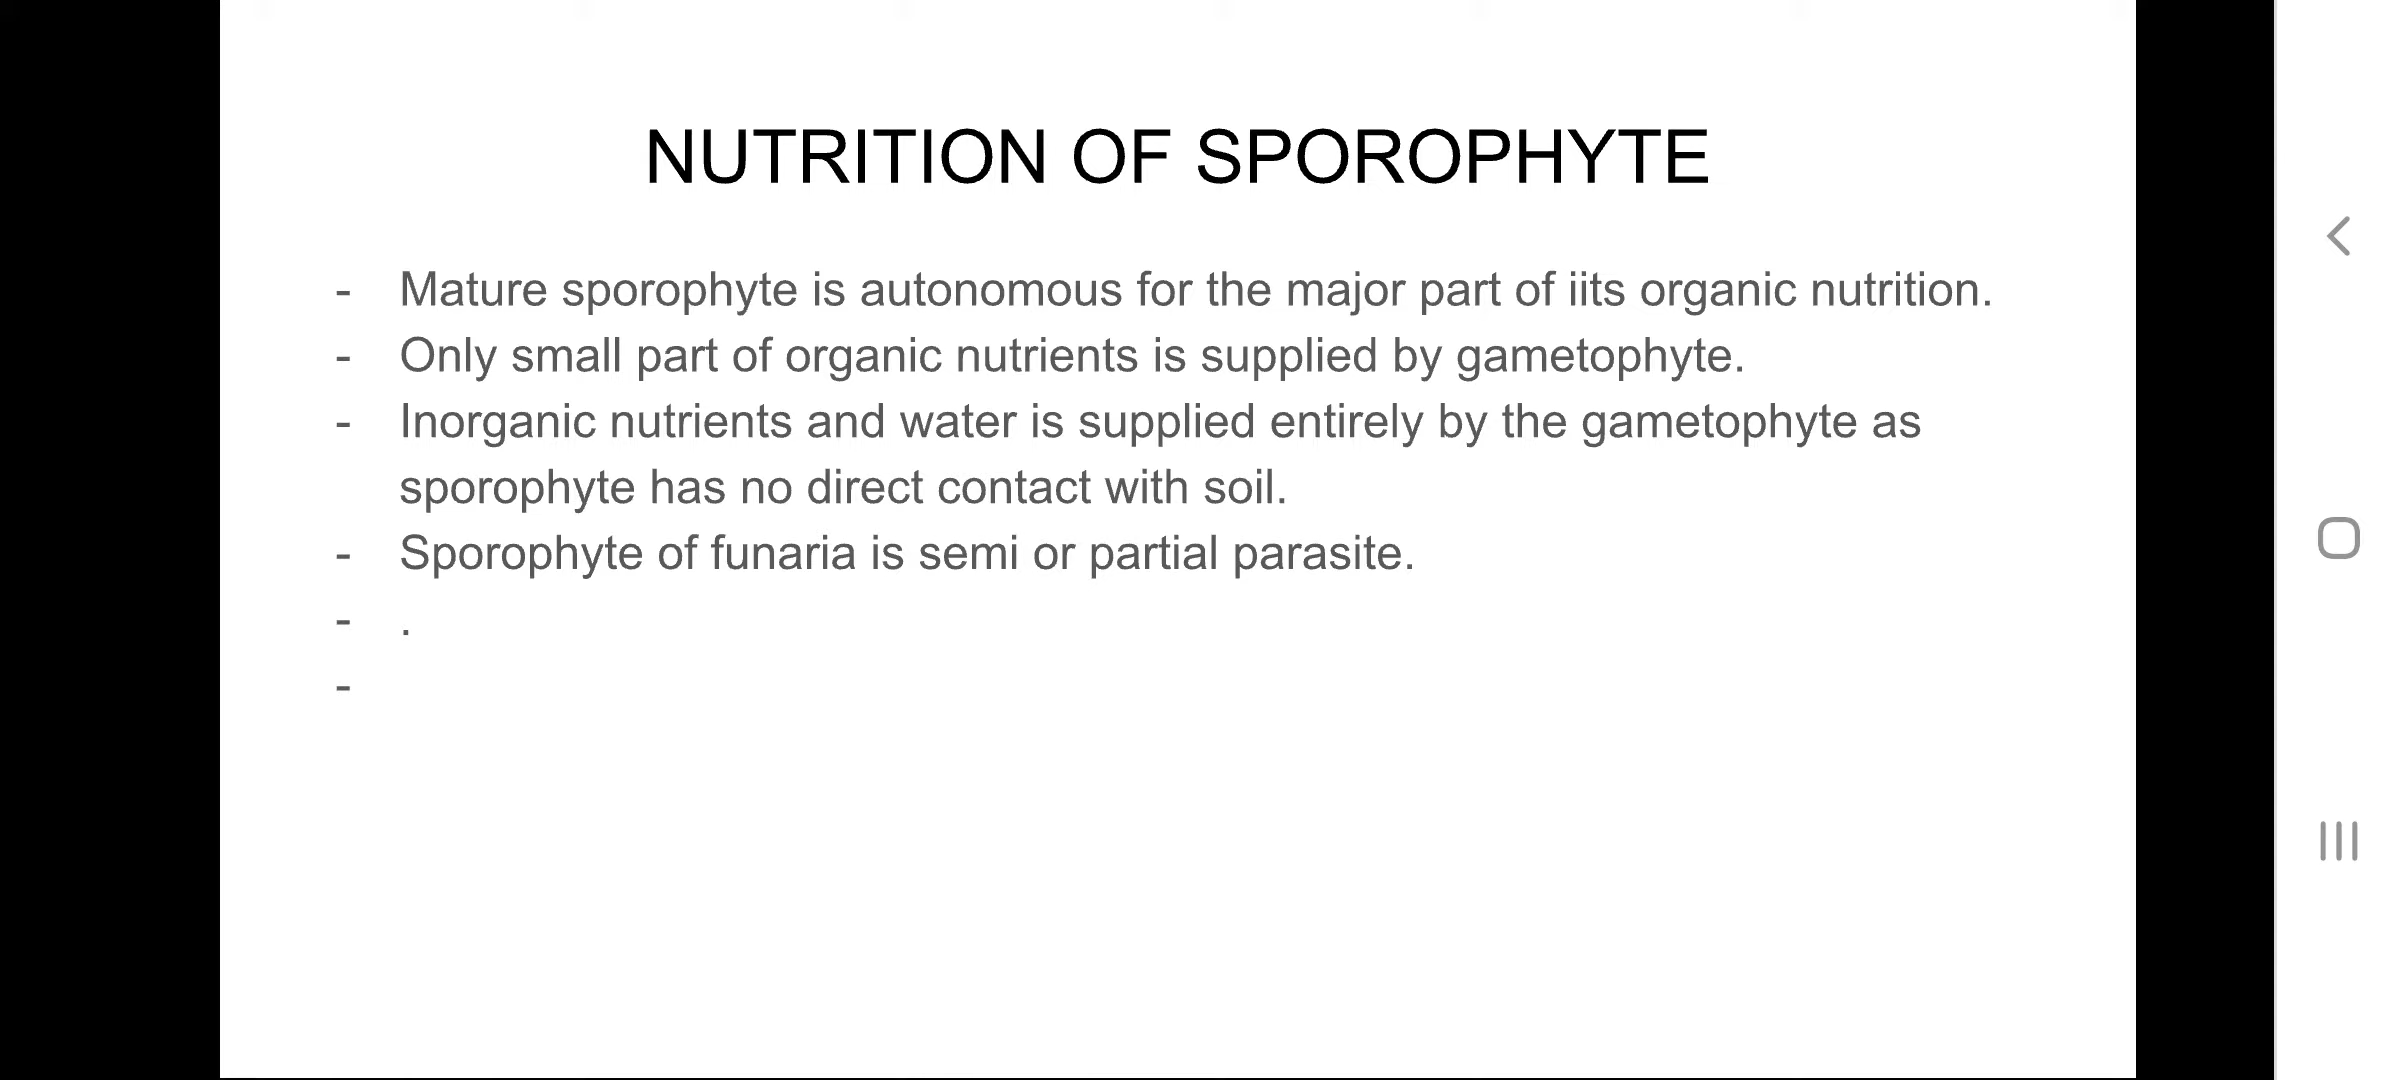 NUTRITION OF SPOROPHYTE
- Mature sporophyte is autonomous for the major part of iits organic nutrition.
- Only small part of organic nutrients is supplied by gametophyte.
- Inorganic nutrients and water is supplied entirely by the gametophyte as
sporophyte has no direct contact with soil.
- Sporophyte of funaria is semi or partial parasite.
- .
-